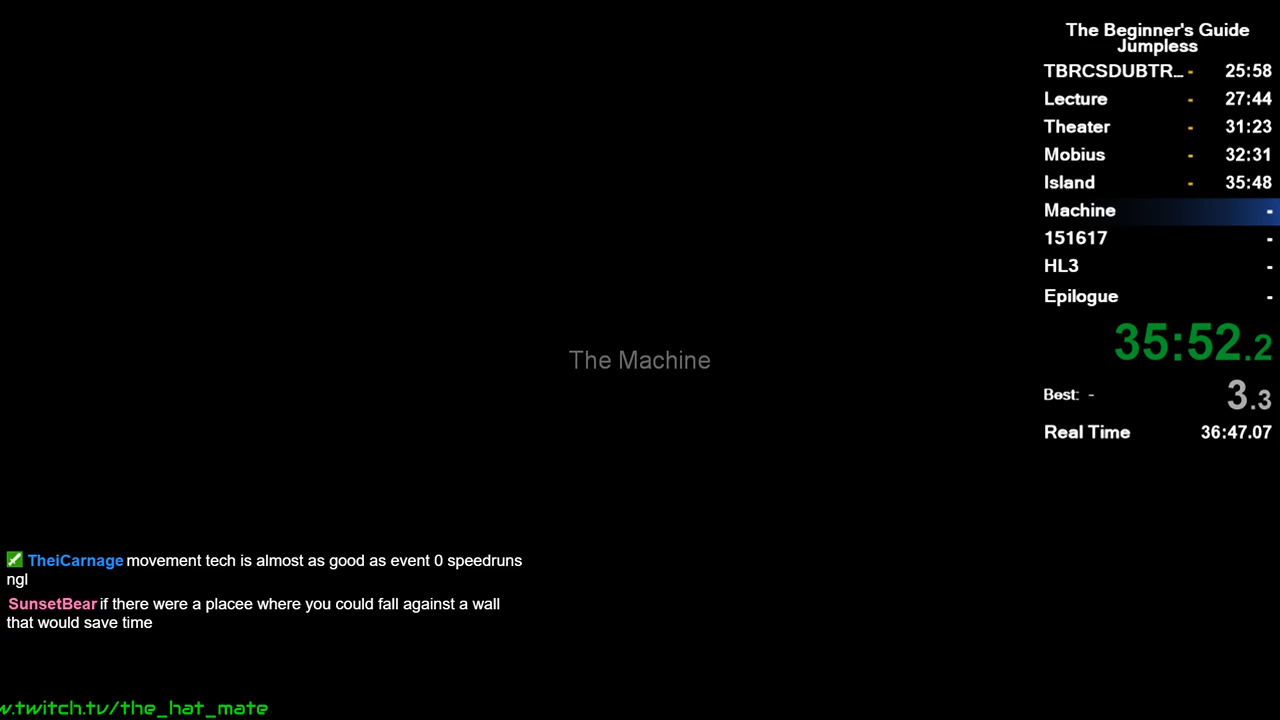 The Beginner's Guide
Jumpless
TBRCSDUBTR... - 25:58
Lecture - 27:44
Theater - 31:23
Mobius - 32:31
Island - 35:48
Machine -
151617 -
HL3 -
Epilogue -
35:52.2
Best: - 3.3
Real Time 36:47.07
The Machine
TheiCarnage movement tech is almost as good as event 0 speedruns
ngl
SunsetBear if there were a placee where you could fall against a wall
that would save time
w.twitch.tv/the_hat_mate